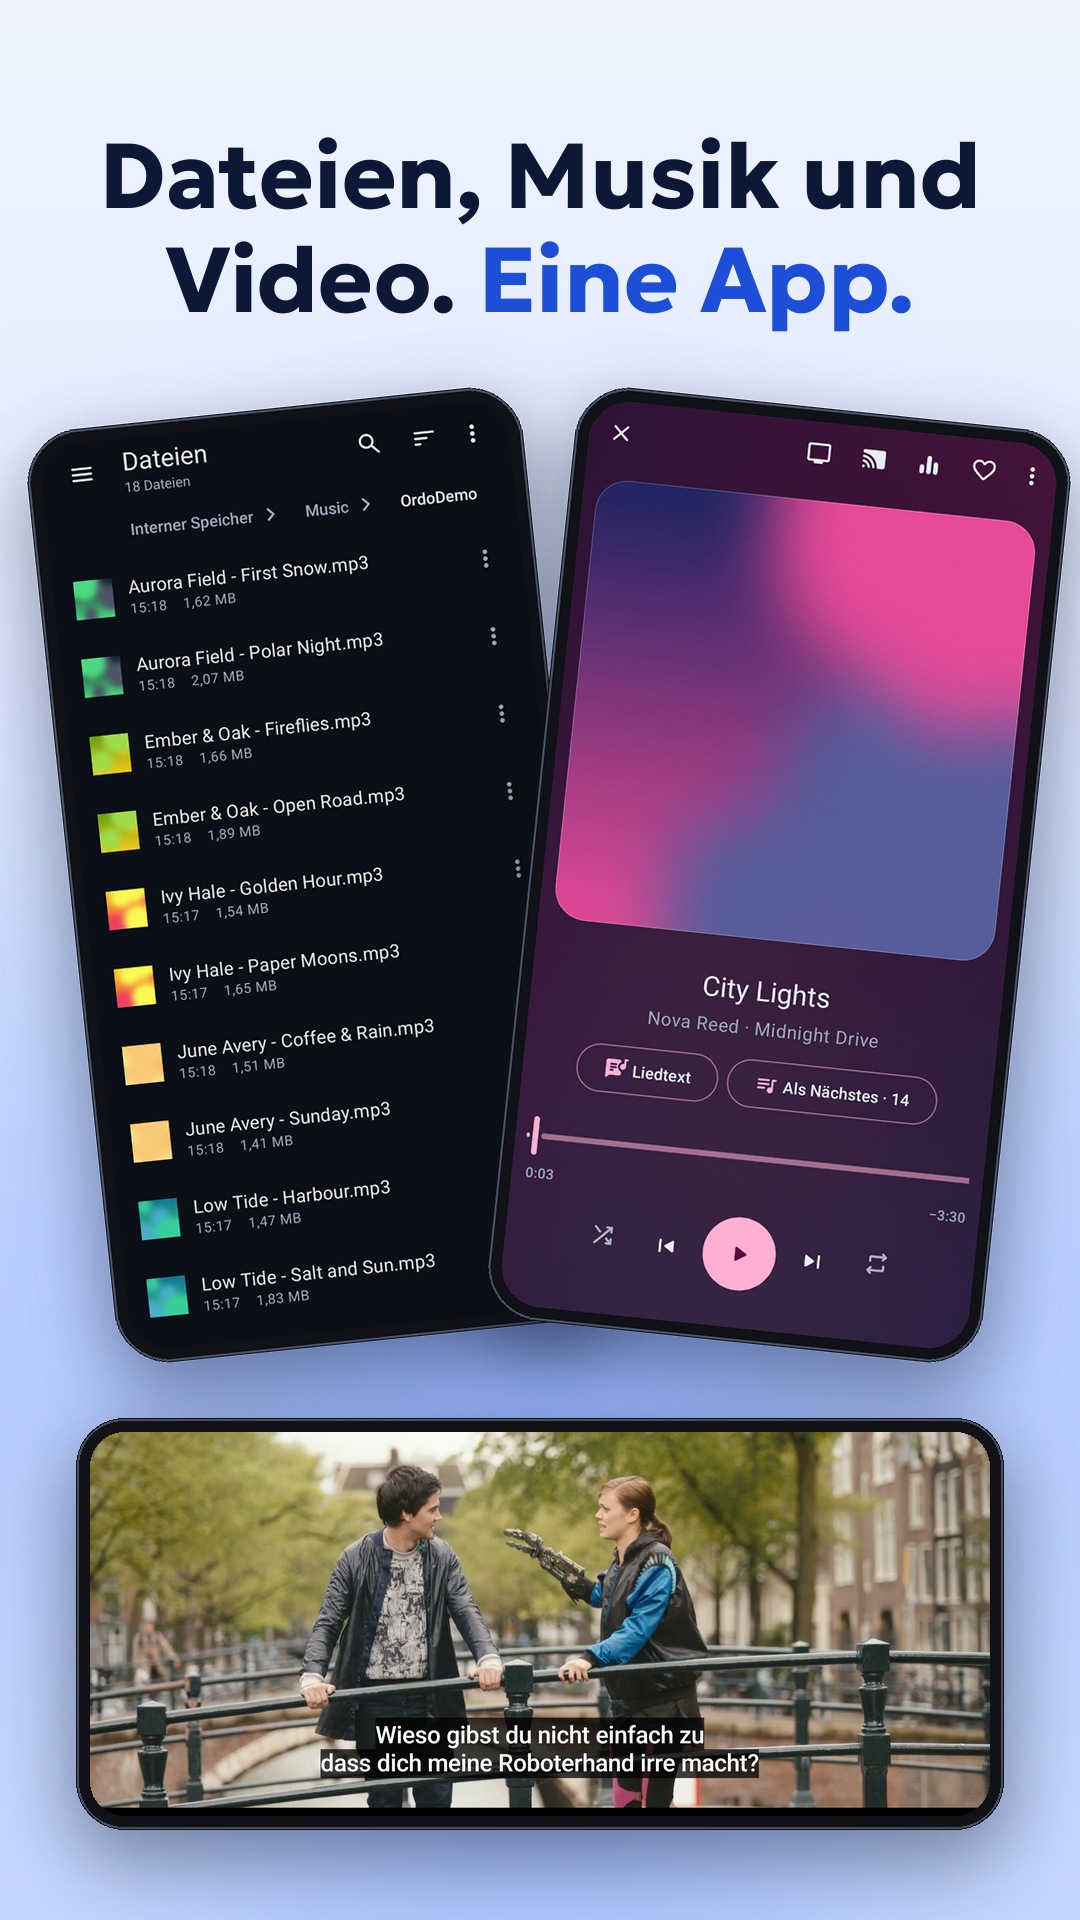 Dateien, Musik und
Video. Eine App.
Dateien
18 Dateien
Interner Speicher > Music > OrdoDemo
Aurora Field - First Snow.mp3
15:18 1,62 MB
Aurora Field - Polar Night.mp3
15:18 2,07 MB
Ember & Oak - Fireflies.mp3
15:18 1,66 MB
Ember & Oak - Open Road.mp3
15:18 1,89 MB
Ivy Hale - Golden Hour.mp3
15:17 1,54 MB
Ivy Hale - Paper Moons.mp3
15:17 1,65 MB
June Avery - Coffee & Rain.mp3
15:18 1,51 MB
June Avery - Sunday.mp3
15:18 1,41 MB
Low Tide - Harbour.mp3
15:17 1,47 MB
Low Tide - Salt and Sun.mp3
15:17 1,83 MB
City Lights
Nova Reed · Midnight Drive
Liedtext
Als Nächstes · 14
0:03
−3:30
Wieso gibst du nicht einfach zu
dass dich meine Roboterhand irre macht?